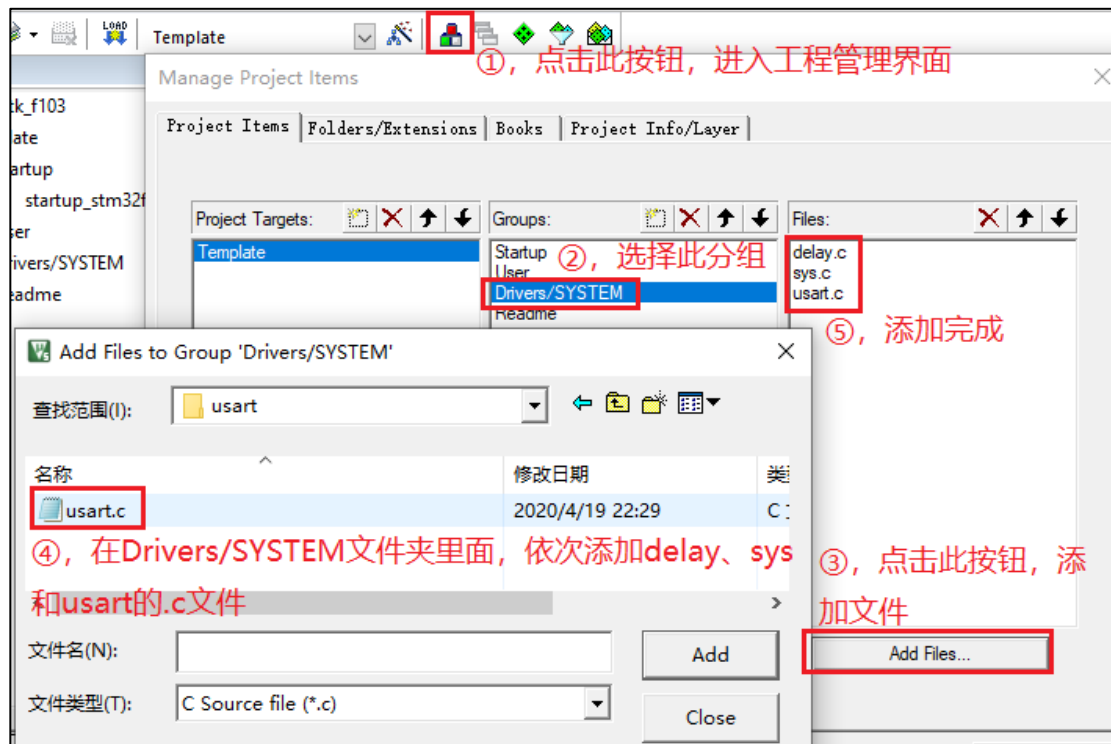 LOAD
Template
①，点击此按钮，进入工程管理界面
Manage Project Items
Project Items Folders/Extensions Books Project Info/Layer
startup_stm32f
Project Targets: Groups: Files:
Template
Startup
User
Drivers/SYSTEM
Readme
②，选择此分组
delay.c
sys.c
usart.c
⑤，添加完成
Add Files to Group 'Drivers/SYSTEM'
查找范围(I): usart
名称 修改日期
usart.c 2020/4/19 22:29 C
④，在Drivers/SYSTEM文件夹里面，依次添加delay、sys
和usart的.c文件
③，点击此按钮，添
加文件
Add Files...
文件名(N): Add
文件类型(T): C Source file (*.c) Close